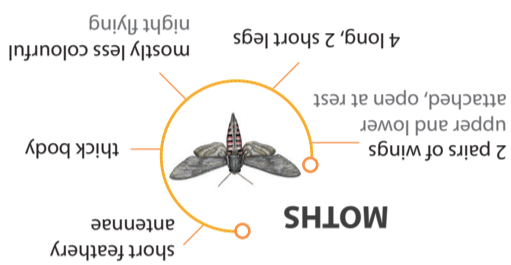 MOTHS
short feathery
antennae
2 pairs of wings
upper and lower
attached, open at rest
thick body
4 long, 2 short legs
mostly less colourful
night flying